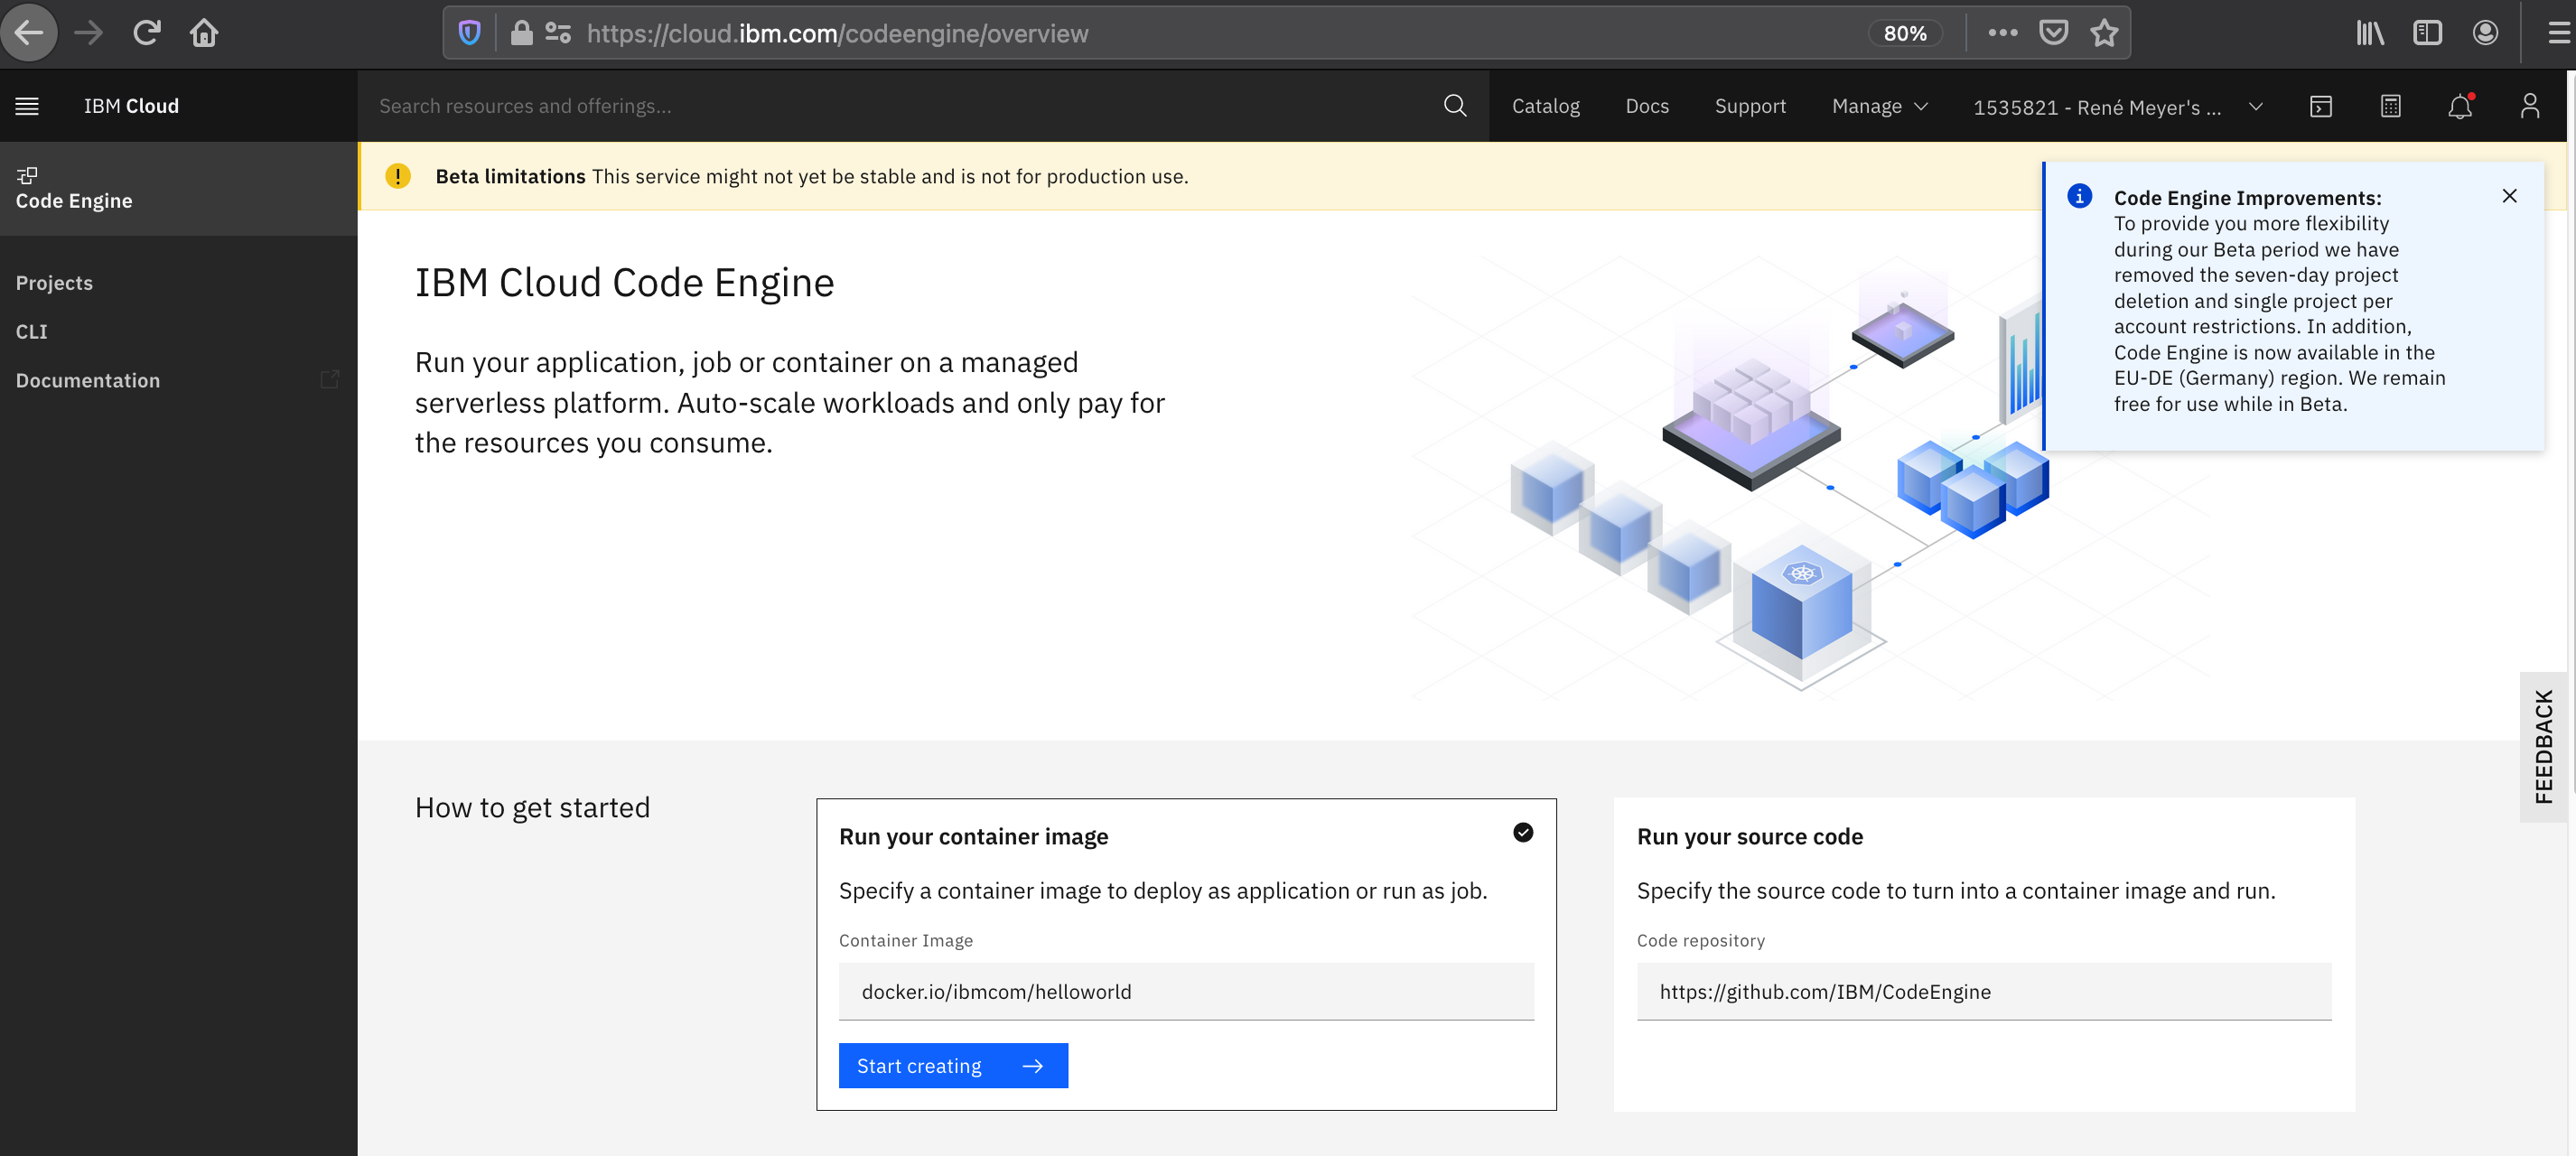 https://cloud.ibm.com/codeengine/overview
80%
IBM Cloud
Search resources and offerings...
Catalog
Docs
Support
Manage
1535821 - René Meyer's ...
Code Engine
Projects
CLI
Documentation
Beta limitations This service might not yet be stable and is not for production use.
Code Engine Improvements:
To provide you more flexibility
during our Beta period we have
removed the seven-day project
deletion and single project per
account restrictions. In addition,
Code Engine is now available in the
EU-DE (Germany) region. We remain
free for use while in Beta.
IBM Cloud Code Engine
Run your application, job or container on a managed
serverless platform. Auto-scale workloads and only pay for
the resources you consume.
FEEDBACK
How to get started
Run your container image
Specify a container image to deploy as application or run as job.
Container Image
docker.io/ibmcom/helloworld
Start creating
Run your source code
Specify the source code to turn into a container image and run.
Code repository
https://github.com/IBM/CodeEngine